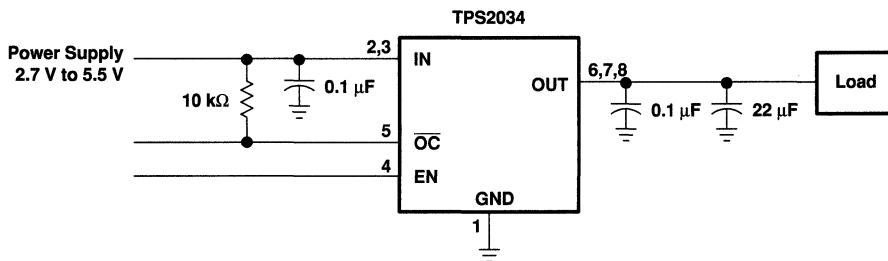 TPS2034
Power Supply
2.7 V to 5.5 V
2,3
IN
10 kΩ
0.1 μF
OUT
6,7,8
0.1 μF
22 μF
Load
5
OC
4
EN
GND
1